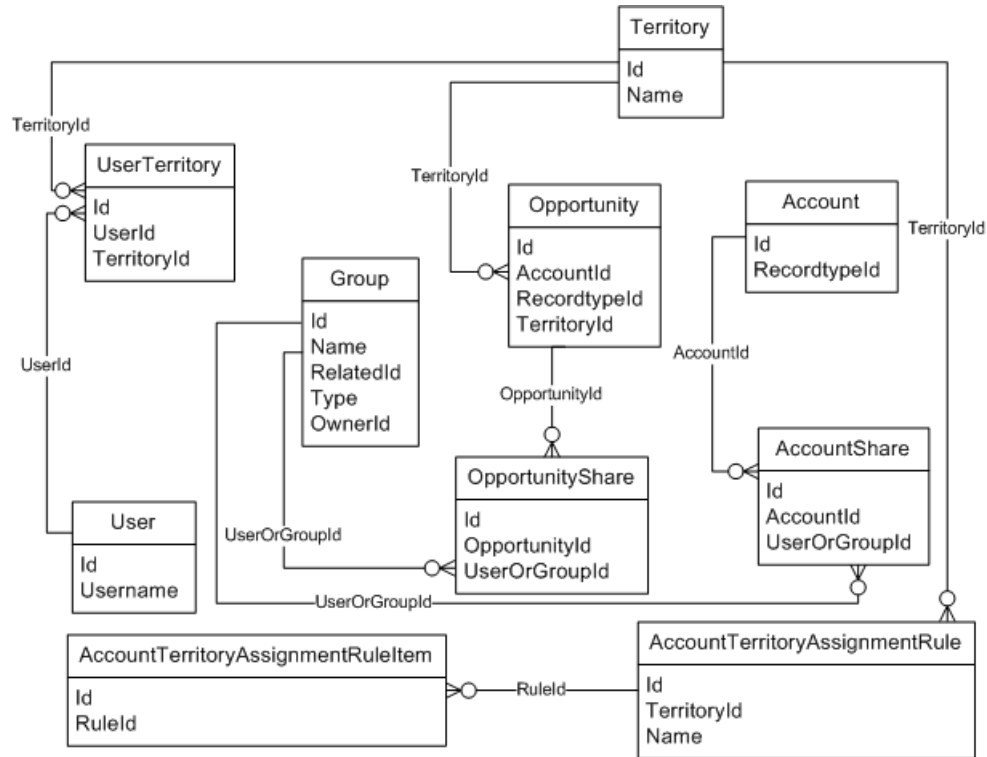 Territory
Id
Name
TerritoryId
UserTerritory
Id
UserId
TerritoryId
TerritoryId
Opportunity
Id
AccountId
RecordtypeId
TerritoryId
Account
Id
RecordtypeId
TerritoryId
Group
Id
Name
RelatedId
Type
OwnerId
UserId
AccountId
OpportunityId
AccountShare
Id
AccountId
UserOrGroupId
OpportunityShare
Id
OpportunityId
UserOrGroupId
User
Id
Username
UserOrGroupId
UserOrGroupId
AccountTerritoryAssignmentRuleItem
Id
RuleId
RuleId
AccountTerritoryAssignmentRule
Id
TerritoryId
Name